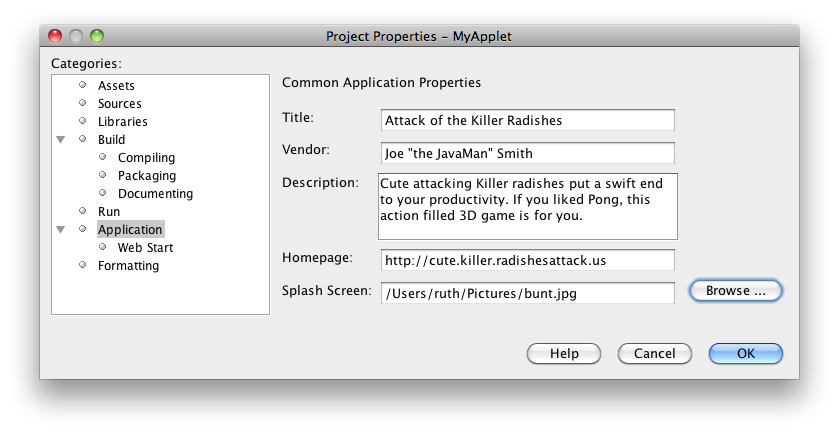 Project Properties – MyApplet
Categories:
Assets
Sources
Libraries
Build
Compiling
Packaging
Documenting
Run
Application
Web Start
Formatting
Common Application Properties
Title: Attack of the Killer Radishes
Vendor: Joe "the JavaMan" Smith
Description: Cute attacking Killer radishes put a swift end
to your productivity. If you liked Pong, this
action filled 3D game is for you.
Homepage: http://cute.killer.radishesattack.us
Splash Screen: /Users/ruth/Pictures/bunt.jpg Browse ...
Help Cancel OK